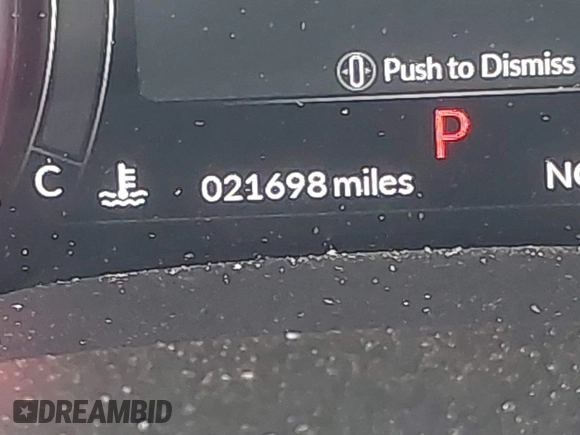 Push to Dismiss
P
C
021698 miles
DREAMBID